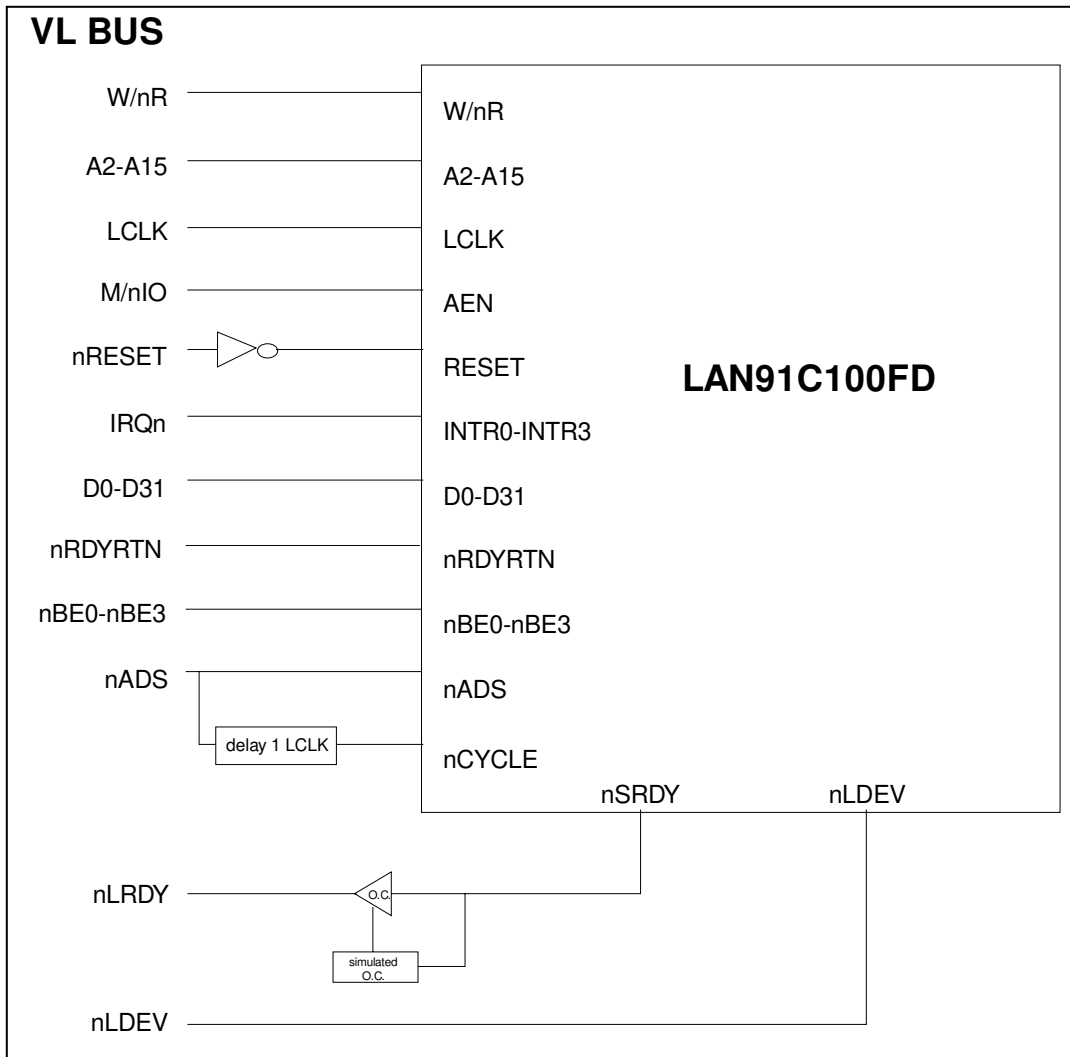 VL BUS
W/nR
A2-A15
LCLK
M/nIO
nRESET
IRQn
D0-D31
nRDYRTN
nBE0-nBE3
nADS
delay 1 LCLK
W/nR
A2-A15
LCLK
AEN
RESET
INTR0-INTR3
D0-D31
nRDYRTN
nBE0-nBE3
nADS
nCYCLE
LAN91C100FD
nSRDY
nLDEV
nLRDY
O.C.
simulated
O.C.
nLDEV